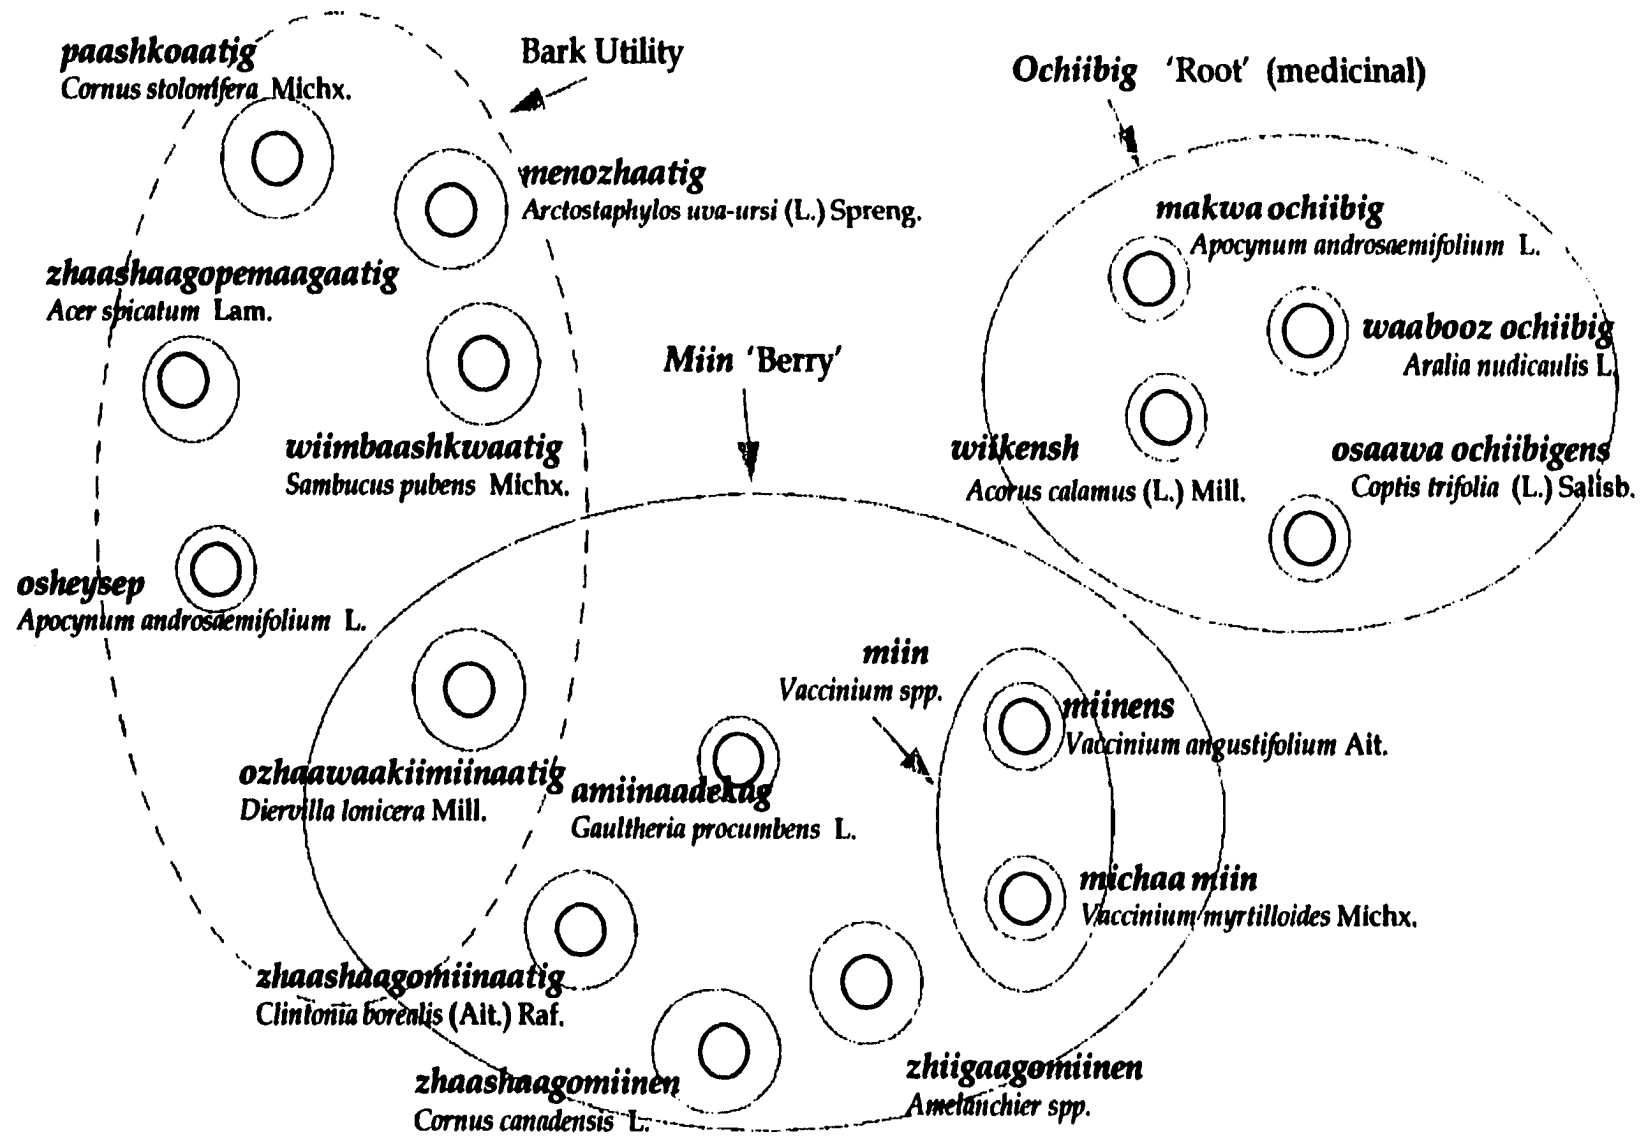 paashkoaatig
Cornus stolonifera Michx.
Bark Utility
menozhaatig
Arctostaphylos uva-ursi (L.) Spreng.
zhaashaagopemaagaatig
Acer spicatum Lam.
wiimbaashkwaatig
Sambucus pubens Michx.
osheysep
Apocynum androsaemifolium L.
Ochiibig 'Root' (medicinal)
makwa ochiibig
Apocynum androsaemifolium L.
waabooz ochiibig
Aralia nudicaulis L.
wiikensh
Acorus calamus (L.) Mill.
osaawa ochiibigens
Coptis trifolia (L.) Salisb.
Miin 'Berry'
miin
Vaccinium spp.
miinens
Vaccinium angustifolium Ait.
ozhaawaakiimiinaatig
Diervilla lonicera Mill.
amiinaadekag
Gaultheria procumbens L.
michaa miin
Vaccinium myrtilloides Michx.
zhaashaagomiinaatig
Clintonia borealis (Ait.) Raf.
zhaashaagomiinen
Cornus canadensis L.
zhiigaagomiinen
Amelanchier spp.